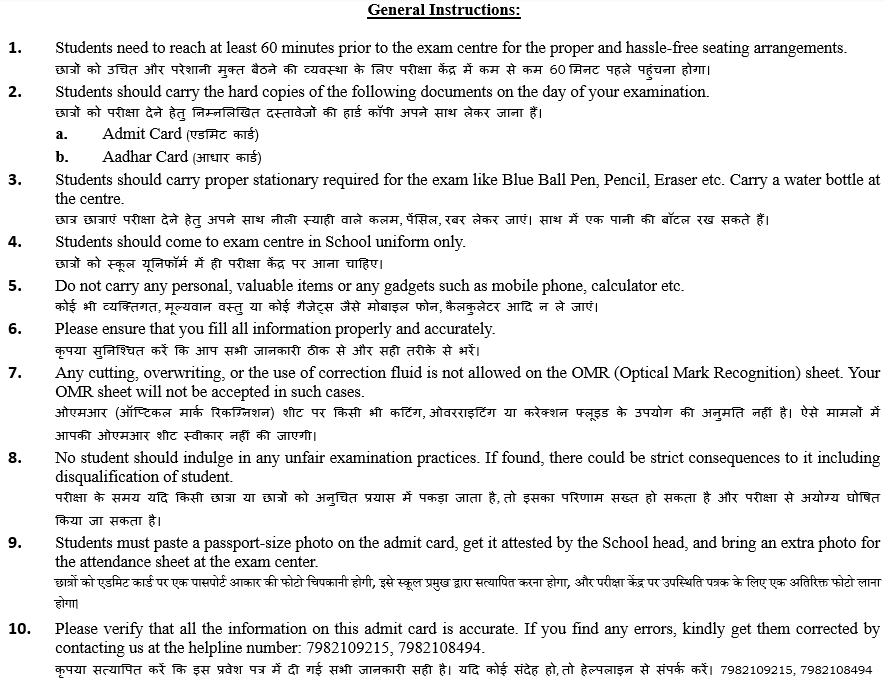 General Instructions:
1. Students need to reach at least 60 minutes prior to the exam centre for the proper and hassle-free seating arrangements.
छात्रों को उचित और परेशानी मुक्त बैठने की व्यवस्था के लिए परीक्षा केंद्र में कम से कम 60 मिनट पहले पहुंचना होगा।
2. Students should carry the hard copies of the following documents on the day of your examination.
छात्रों को परीक्षा देने हेतु निम्नलिखित दस्तावेजों की हार्ड कॉपी अपने साथ लेकर जाना हैं।
a. Admit Card (एडमिट कार्ड)
b. Aadhar Card (आधार कार्ड)
3. Students should carry proper stationary required for the exam like Blue Ball Pen, Pencil, Eraser etc. Carry a water bottle at
the centre.
छात्र छात्राएं परीक्षा देने हेतु अपने साथ नीली स्याही वाले कलम, पेंसिल, रबर लेकर जाएं। साथ में एक पानी की बॉटल रख सकते हैं।
4. Students should come to exam centre in School uniform only.
छात्रों को स्कूल यूनिफॉर्म में ही परीक्षा केंद्र पर आना चाहिए।
5. Do not carry any personal, valuable items or any gadgets such as mobile phone, calculator etc.
कोई भी व्यक्तिगत, मूल्यवान वस्तु या कोई गैजेट्स जैसे मोबाइल फोन, कैलकुलेटर आदि न ले जाएं।
6. Please ensure that you fill all information properly and accurately.
कृपया सुनिश्चित करें कि आप सभी जानकारी ठीक से और सही तरीके से भरें।
7. Any cutting, overwriting, or the use of correction fluid is not allowed on the OMR (Optical Mark Recognition) sheet. Your
OMR sheet will not be accepted in such cases.
ओएमआर (ऑप्टिकल मार्क रिकग्निशन) शीट पर किसी भी कटिंग, ओवरराइटिंग या करेक्शन फ्लूइड के उपयोग की अनुमति नहीं है। ऐसे मामलों में
आपकी ओएमआर शीट स्वीकार नहीं की जाएगी।
8. No student should indulge in any unfair examination practices. If found, there could be strict consequences to it including
disqualification of student.
परीक्षा के समय यदि किसी छात्रा या छात्रों को अनुचित प्रयास में पकड़ा जाता है, तो इसका परिणाम सख्त हो सकता है और परीक्षा से अयोग्य घोषित
किया जा सकता है।
9. Students must paste a passport-size photo on the admit card, get it attested by the School head, and bring an extra photo for
the attendance sheet at the exam center.
छात्रों को एडमिट कार्ड पर एक पासपोर्ट आकार की फोटो चिपकानी होगी, इसे स्कूल प्रमुख द्वारा सत्यापित करना होगा, और परीक्षा केंद्र पर उपस्थिति पत्रक के लिए एक अतिरिक्त फोटो लाना
होगा|
10. Please verify that all the information on this admit card is accurate. If you find any errors, kindly get them corrected by
contacting us at the helpline number: 7982109215, 7982108494.
कृपया सत्यापित करें कि इस प्रवेश पत्र में दी गई सभी जानकारी सही है। यदि कोई संदेह हो, तो हेल्पलाइन से संपर्क करें। 7982109215, 7982108494